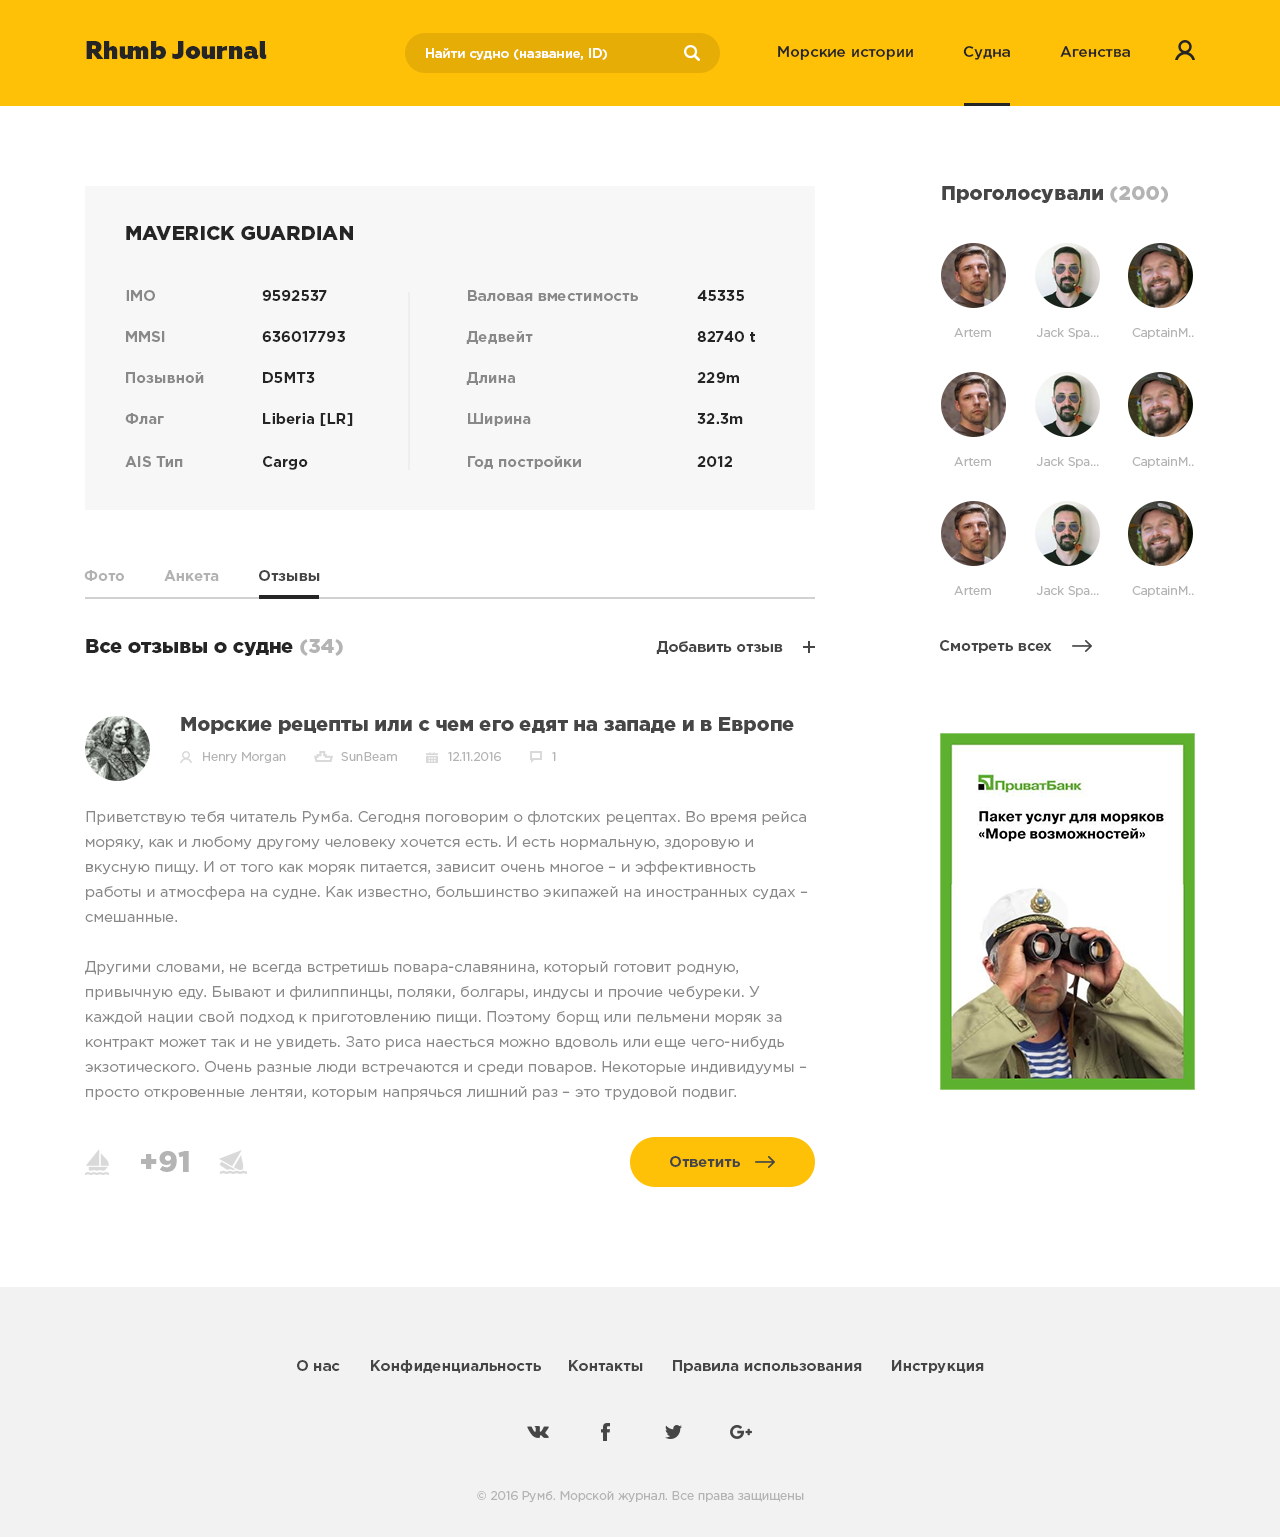 Rhumb Journal
Найти судно (название, ID)
Морские истории
Судна
Агенства
MAVERICK GUARDIAN
IMO 9592537
MMSI 636017793
Позывной D5MT3
Флаг Liberia [LR]
AIS Тип Cargo
Валовая вместимость 45335
Дедвейт 82740 t
Длина 229m
Ширина 32.3m
Год постройки 2012
Проголосували (200)
Artem Jack Spa... CaptainM..
Artem Jack Spa... CaptainM..
Artem Jack Spa... CaptainM..
Смотреть всех
Фото Анкета Отзывы
Все отзывы о судне (34)
Добавить отзыв +
Морские рецепты или с чем его едят на западе и в Европе
Henry Morgan SunBeam 12.11.2016 1
Приветствую тебя читатель Румба. Сегодня поговорим о флотских рецептах. Во время рейса
моряку, как и любому другому человеку хочется есть. И есть нормальную, здоровую и
вкусную пищу. И от того как моряк питается, зависит очень многое – и эффективность
работы и атмосфера на судне. Как известно, большинство экипажей на иностранных судах –
смешанные.
Другими словами, не всегда встретишь повара-славянина, который готовит родную,
привычную еду. Бывают и филиппинцы, поляки, болгары, индусы и прочие чебуреки. У
каждой нации свой подход к приготовлению пищи. Поэтому борщ или пельмени моряк за
контракт может так и не увидеть. Зато риса наесться можно вдоволь или еще чего-нибудь
экзотического. Очень разные люди встречаются и среди поваров. Некоторые индивидуумы –
просто откровенные лентяи, которым напрячься лишний раз – это трудовой подвиг.
+91
Ответить
ПриватБанк
Пакет услуг для моряков
«Море возможностей»
О нас Конфиденциальность Контакты Правила использования Инструкция
G+
© 2016 Румб. Морской журнал. Все права защищены